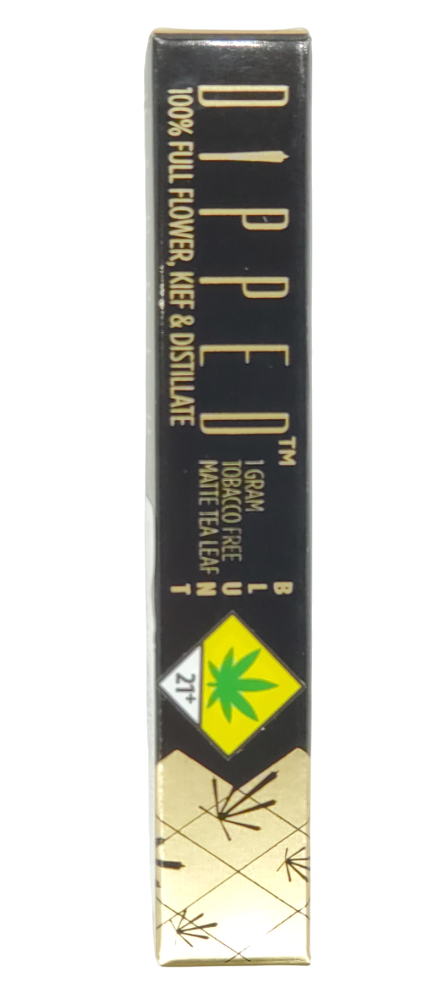 DIPPED™
100% FULL FLOWER, KIEF & DISTILLATE
1 GRAM
TOBACCO FREE
MATTE TEA LEAF
BLUNT
21+